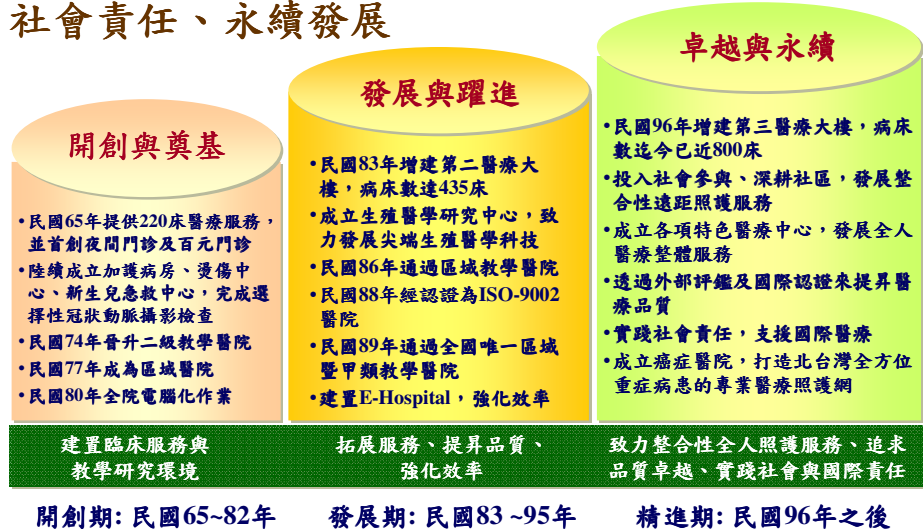 社會責任、永續發展
開創與奠基
•民國65年提供220床醫療服務，
並首創夜間門診及百元門診
•陸續成立加護病房、燙傷中
心、新生兒急救中心，完成選
擇性冠狀動脈攝影檢查
•民國74年晉升二級教學醫院
•民國77年成為區域醫院
•民國80年全院電腦化作業
建置臨床服務與
教學研究環境
開創期: 民國65~82年
發展與躍進
•民國83年增建第二醫療大
樓，病床數達435床
•成立生殖醫學研究中心，致
力發展尖端生殖醫學科技
•民國86年通過區域教學醫院
•民國88年經認證為ISO-9002
醫院
•民國89年通過全國唯一區域
暨甲類教學醫院
•建置E-Hospital，強化效率
拓展服務、提昇品質、
強化效率
發展期: 民國83 ~95年
卓越與永續
•民國96年增建第三醫療大樓，病床
數迄今已近800床
•投入社會參與、深耕社區，發展整
合性遠距照護服務
•成立各項特色醫療中心，發展全人
醫療整體服務
•透過外部評鑑及國際認證來提昇醫
療品質
•實踐社會責任，支援國際醫療
•成立癌症醫院，打造北台灣全方位
重症病患的專業醫療照護網
致力整合性全人照護服務、追求
品質卓越、實踐社會與國際責任
精進期: 民國96年之後